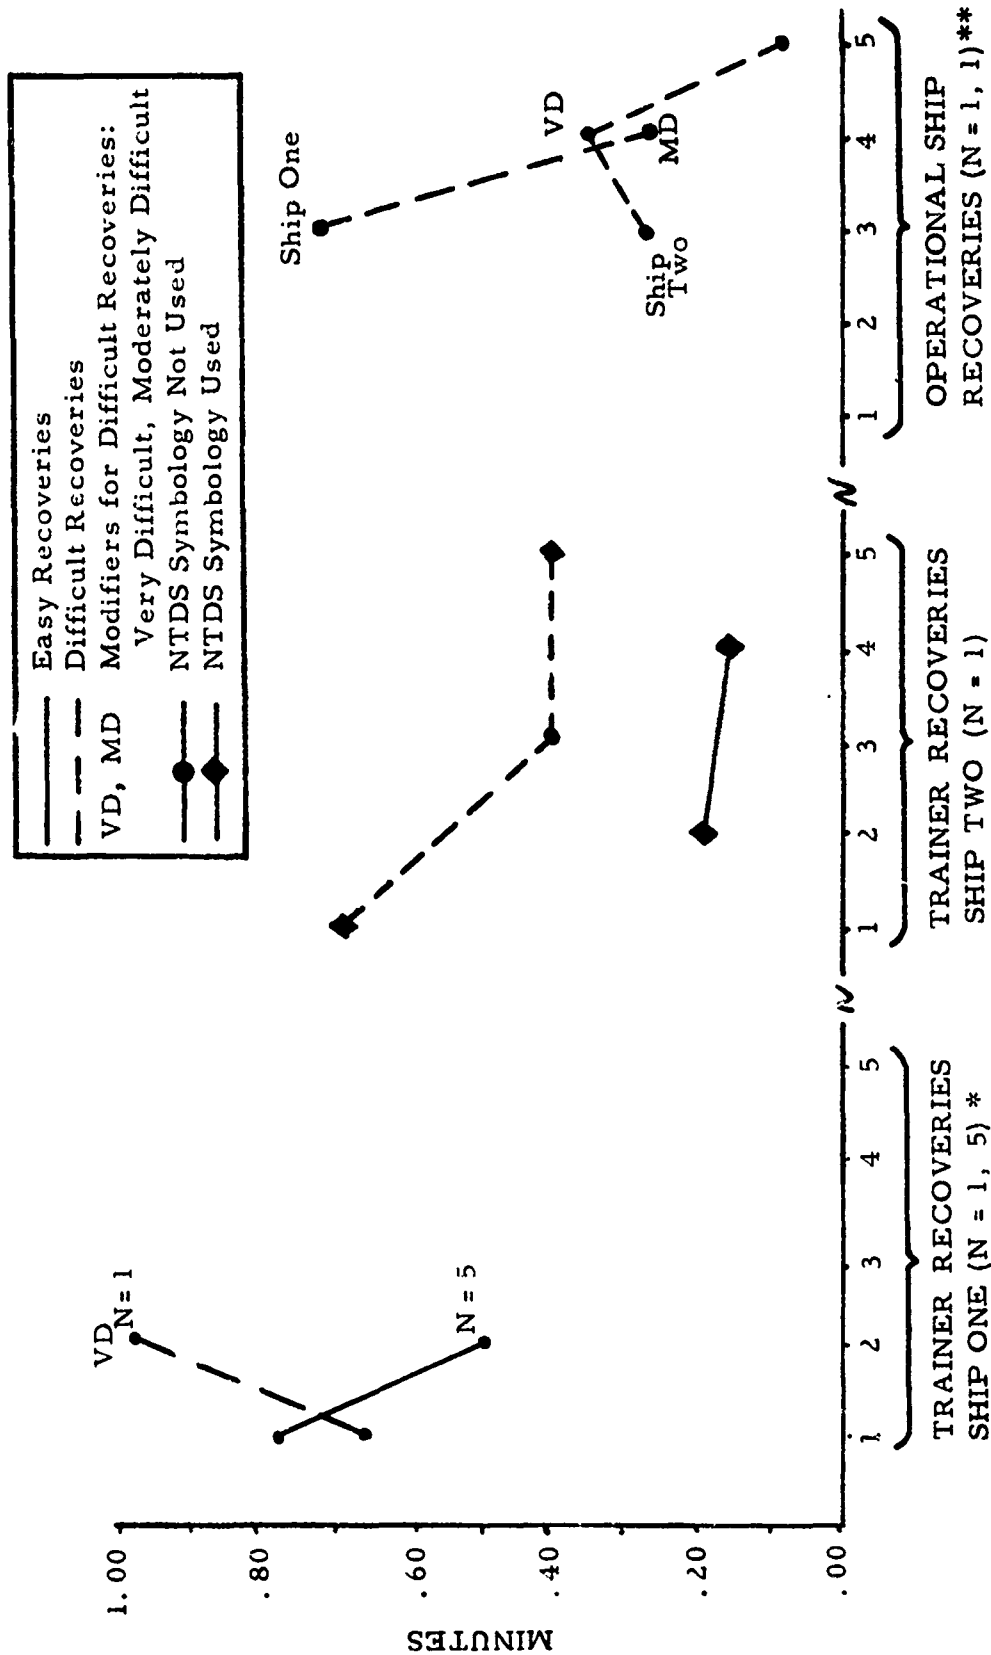 Easy Recoveries
Difficult Recoveries
VD, MD Modifiers for Difficult Recoveries:
Very Difficult, Moderately Difficult
NTDS Symbology Not Used
NTDS Symbology Used
MINUTES
1.00
.80
.60
.40
.20
.00
VD
N = 1
N = 5
Ship One
VD
MD
Ship
Two
1 2 3 4 5
1 2 3 4 5
1 2 3 4 5
TRAINER RECOVERIES
SHIP ONE (N = 1, 5) *
TRAINER RECOVERIES
SHIP TWO (N = 1)
OPERATIONAL SHIP
RECOVERIES (N = 1, 1)**